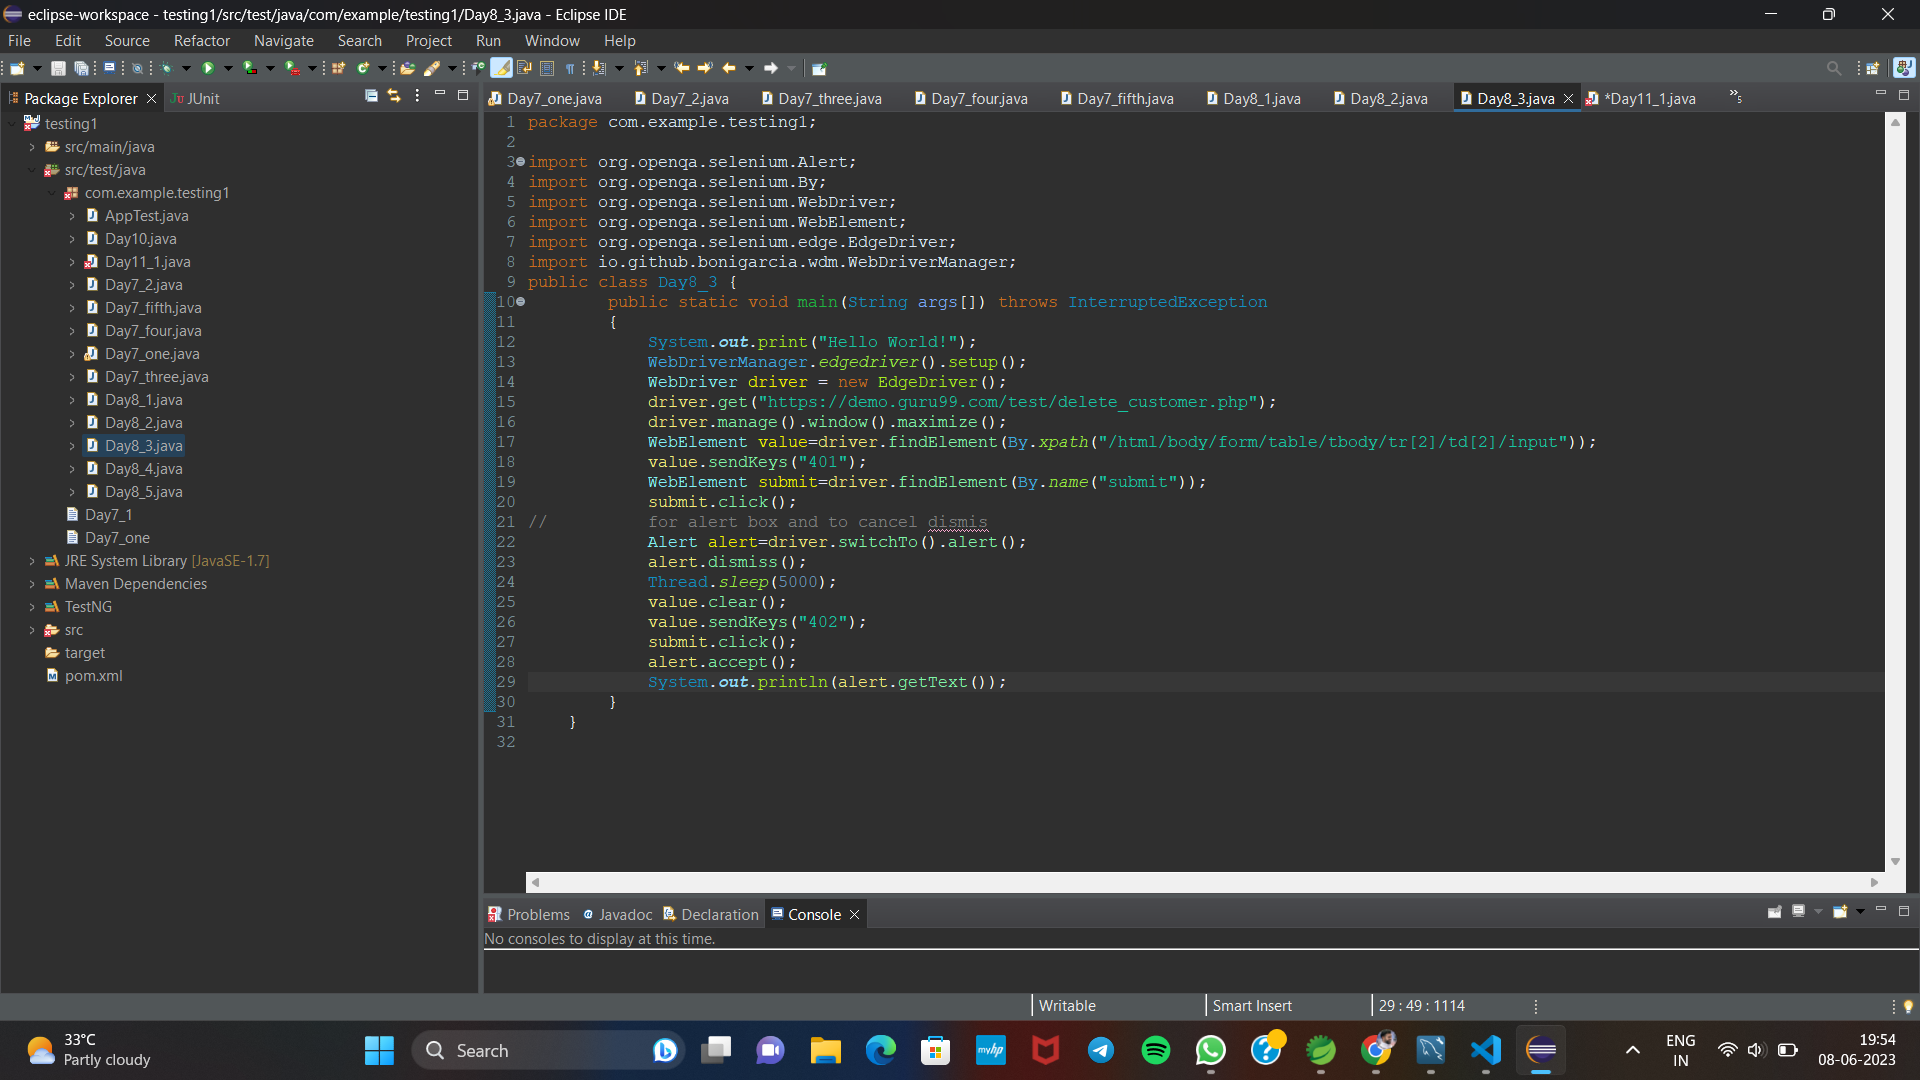 eclipse-workspace - testing1/src/test/java/com/example/testing1/Day8_3.java - Eclipse IDE
File Edit Source Refactor Navigate Search Project Run Window Help
Package Explorer JUnit
testing1
src/main/java
src/test/java
com.example.testing1
AppTest.java
Day10.java
Day11_1.java
Day7_2.java
Day7_fifth.java
Day7_four.java
Day7_one.java
Day7_three.java
Day8_1.java
Day8_2.java
Day8_3.java
Day8_4.java
Day8_5.java
Day7_1
Day7_one
JRE System Library [JavaSE-1.7]
Maven Dependencies
TestNG
src
target
pom.xml
Day7_one.java Day7_2.java Day7_three.java Day7_four.java Day7_fifth.java Day8_1.java Day8_2.java Day8_3.java *Day11_1.java »5
1 package com.example.testing1;
2
3 import org.openqa.selenium.Alert;
4 import org.openqa.selenium.By;
5 import org.openqa.selenium.WebDriver;
6 import org.openqa.selenium.WebElement;
7 import org.openqa.selenium.edge.EdgeDriver;
8 import io.github.bonigarcia.wdm.WebDriverManager;
9 public class Day8_3 {
10 public static void main(String args[]) throws InterruptedException
11 {
12 System.out.print("Hello World!");
13 WebDriverManager.edgedriver().setup();
14 WebDriver driver = new EdgeDriver();
15 driver.get("https://demo.guru99.com/test/delete_customer.php");
16 driver.manage().window().maximize();
17 WebElement value=driver.findElement(By.xpath("/html/body/form/table/tbody/tr[2]/td[2]/input"));
18 value.sendKeys("401");
19 WebElement submit=driver.findElement(By.name("submit"));
20 submit.click();
21 // for alert box and to cancel dismis
22 Alert alert=driver.switchTo().alert();
23 alert.dismiss();
24 Thread.sleep(5000);
25 value.clear();
26 value.sendKeys("402");
27 submit.click();
28 alert.accept();
29 System.out.println(alert.getText());
30 }
31 }
32
Problems Javadoc Declaration Console
No consoles to display at this time.
Writable Smart Insert 29 : 49 : 1114
33°C
Partly cloudy
Search
myhp
ENG
IN
19:54
08-06-2023